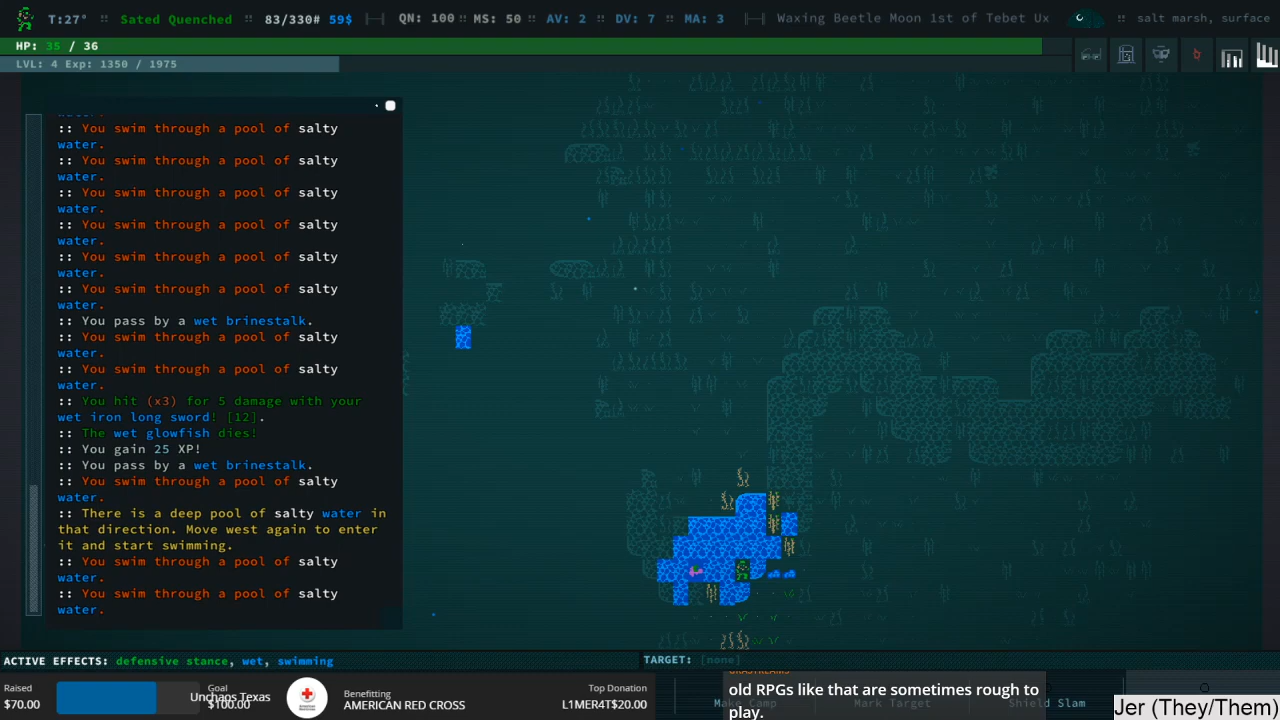 T:27° :: Sated Quenched :: 83/330# 59$ QN: 100 :: MS: 50 :: AV: 2 :: DV: 7 :: MA: 3 Waxing Beetle Moon 1st of Tebet Ux :: salt marsh, surface
HP: 35 / 36
LVL: 4 Exp: 1350 / 1975
water.
:: You swim through a pool of salty
water.
:: You swim through a pool of salty
water.
:: You swim through a pool of salty
water.
:: You swim through a pool of salty
water.
:: You swim through a pool of salty
water.
:: You swim through a pool of salty
water.
:: You pass by a wet brinestalk.
:: You swim through a pool of salty
water.
:: You swim through a pool of salty
water.
:: You hit (x3) for 5 damage with your
wet iron long sword! [12].
:: The wet glowfish dies!
:: You gain 25 XP!
:: You pass by a wet brinestalk.
:: You swim through a pool of salty
water.
:: There is a deep pool of salty water in
that direction. Move west again to enter
it and start swimming.
:: You swim through a pool of salty
water.
:: You swim through a pool of salty
water.
ACTIVE EFFECTS: defensive stance, wet, swimming
TARGET: [none]
Raised
$70.00
Goal
$100.00
Unchaos Texas
Benefitting
AMERICAN RED CROSS
Top Donation
L1MER4T$20.00
old RPGs like that are sometimes rough to
play.
Make Camp
Mark Target
Shield Slam
Jer (They/Them)